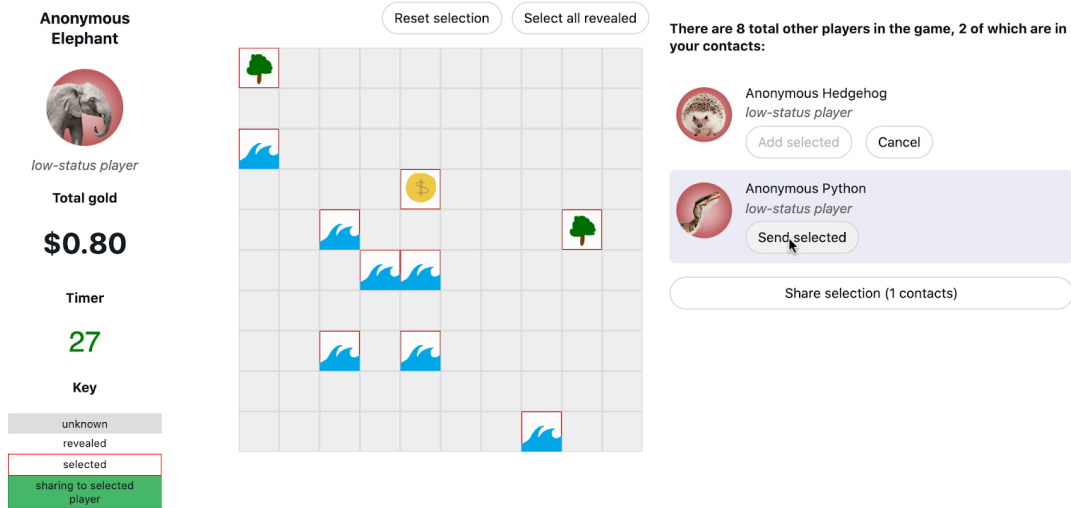 Anonymous
Elephant
low-status player
Total gold
$0.80
Timer
27
Key
unknown
revealed
selected
sharing to selected
player
Reset selection
Select all revealed
$
There are 8 total other players in the game, 2 of which are in
your contacts:
Anonymous Hedgehog
low-status player
Add selected
Cancel
Anonymous Python
low-status player
Send selected
Share selection (1 contacts)